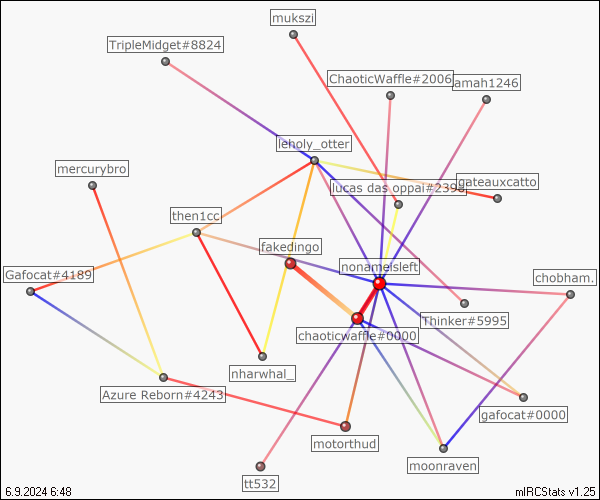 mukszi
TripleMidget#8824
ChaoticWaffle#2006
amah1246
leholy_otter
mercurybro
gateauxcatto
lucas das oppai#2398
then1cc
fakedingo
nonameisleft
Gafocat#4189
chobham.
Thinker#5995
chaoticwaffle#0000
nharwhal_
Azure Reborn#4243
gafocat#0000
motorthud
moonraven
tt532
6.9.2024 6:48
mIRCStats v1.25